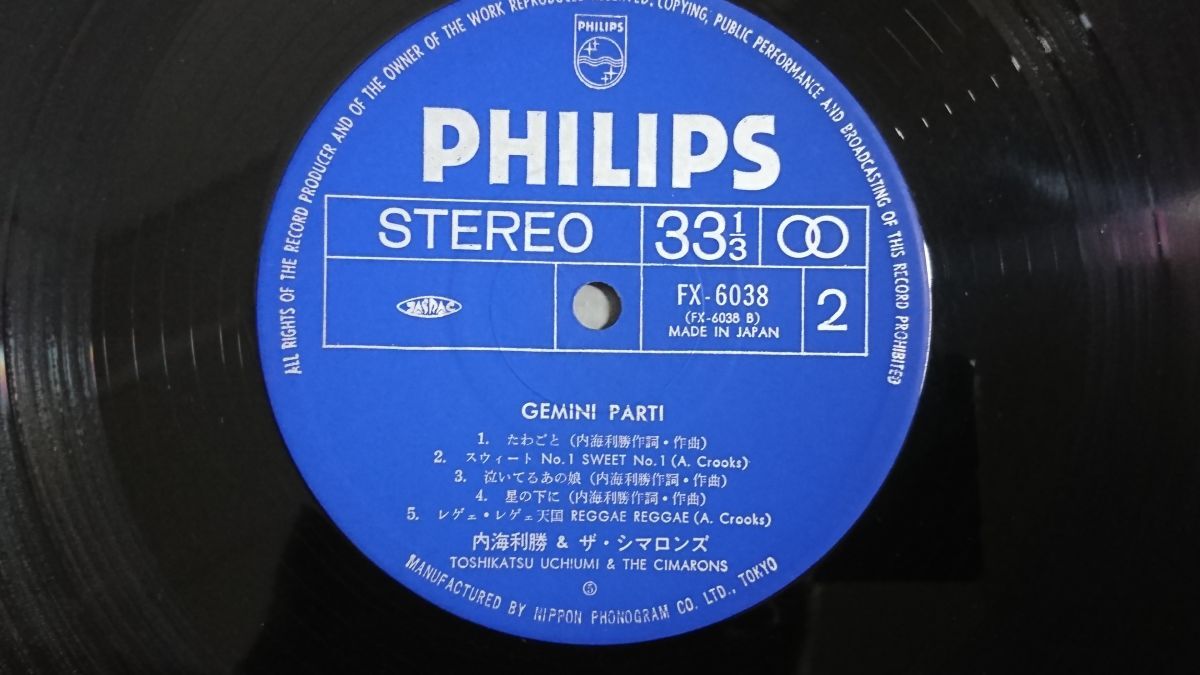 ALL RIGHTS OF THE RECORD PRODUCER AND OF THE OWNER OF THE WORK REPRODUCED RESERVED. COPYING, PUBLIC PERFORMANCE AND BROADCASTING OF THIS RECORD PROHIBITED
PHILIPS
PHILIPS
STEREO 33 1/3
JASRAC
FX-6038
(FX-6038 B)
MADE IN JAPAN
2
GEMINI PARTI
1. たわごと (内海利勝作詞・作曲)
2. スウィート No.1 SWEET No.1 (A. Crooks)
3. 泣いてるあの娘 (内海利勝作詞・作曲)
4. 星の下に (内海利勝作詞・作曲)
5. レゲェ・レゲェ天国 REGGAE REGGAE (A. Crooks)
内海利勝 & ザ・シマロンズ
TOSHIKATSU UCHIUMI & THE CIMARONS
⑤
MANUFACTURED BY NIPPON PHONOGRAM CO. LTD., TOKYO